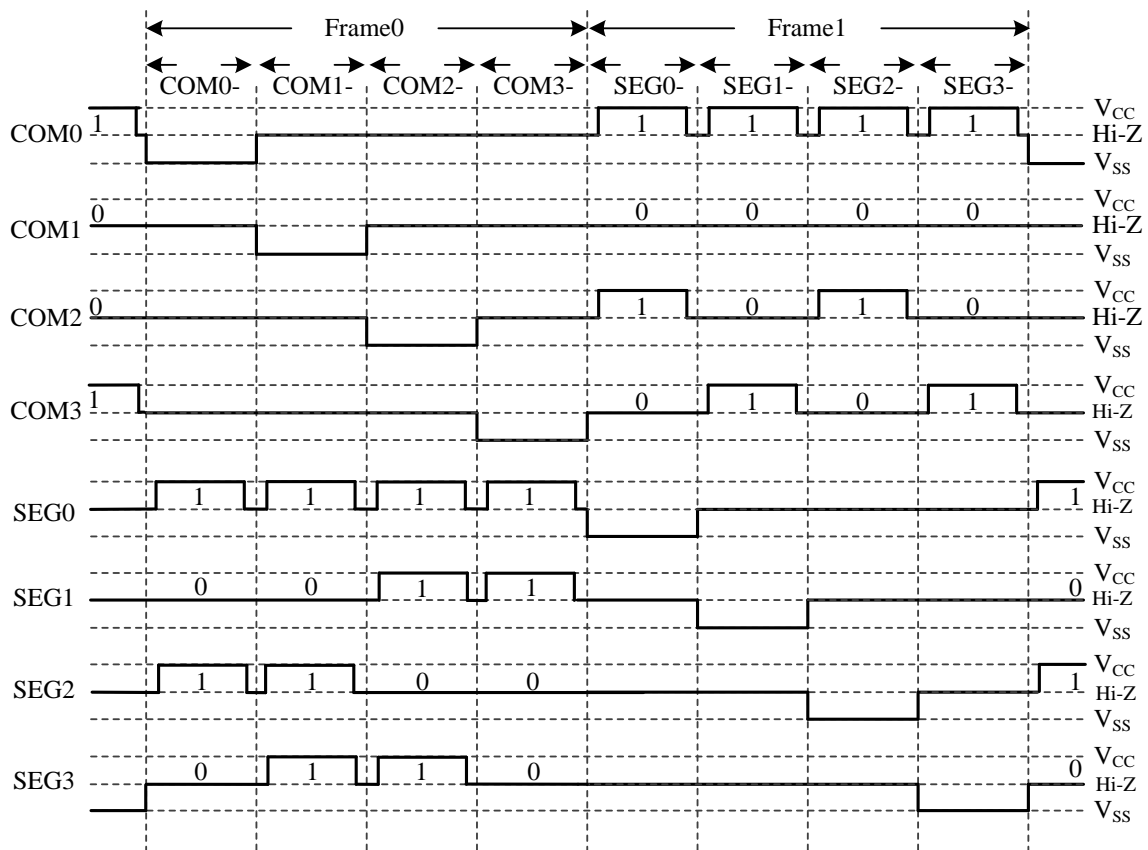 Frame0 Frame1
COM0- COM1- COM2- COM3- SEG0- SEG1- SEG2- SEG3-
COM0 1 1 1 1 1 VCC Hi-Z VSS
COM1 0 0 0 0 0 VCC Hi-Z VSS
COM2 0 1 0 1 0 VCC Hi-Z VSS
COM3 1 0 1 0 1 VCC Hi-Z VSS
SEG0 1 1 1 1 1 VCC Hi-Z VSS
SEG1 0 0 1 1 0 VCC Hi-Z VSS
SEG2 1 1 0 0 1 VCC Hi-Z VSS
SEG3 0 1 1 0 0 VCC Hi-Z VSS